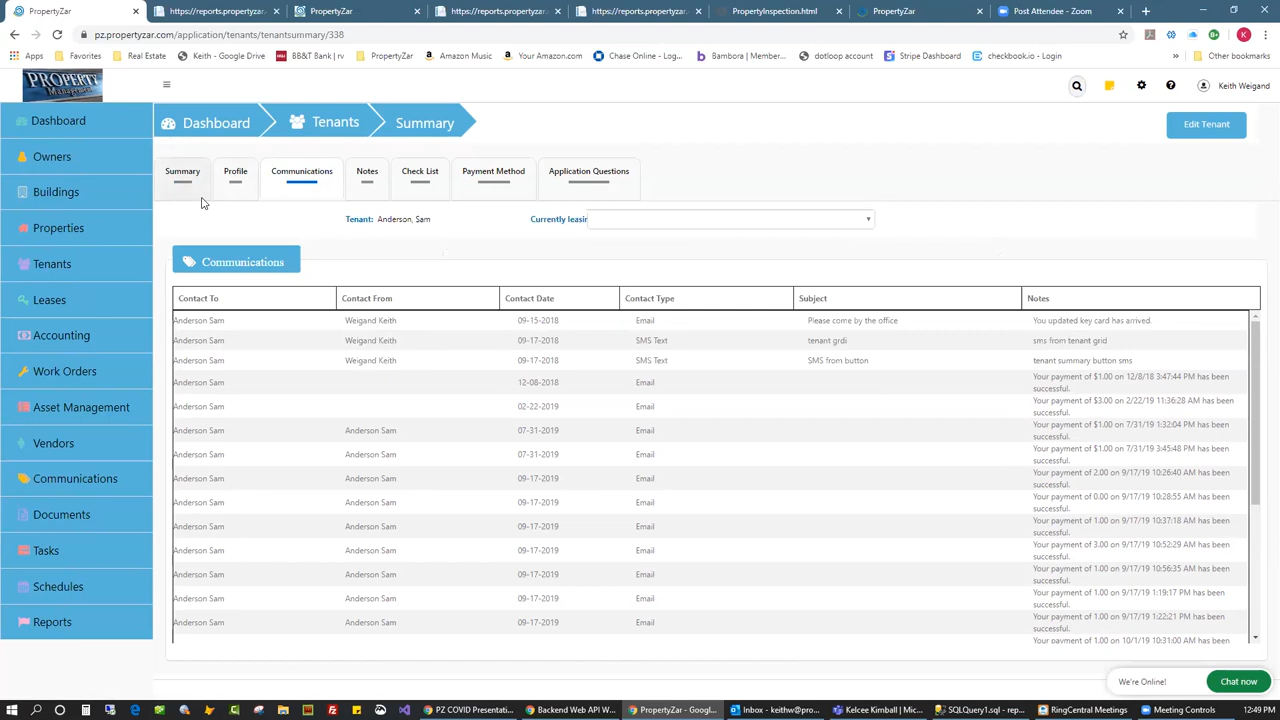 PropertyZar
https://reports.propertyzar
PropertyZar
https://reports.propertyzar
https://reports.propertyzar
PropertyInspection.html
PropertyZar
Post Attendee - Zoom
pz.propertyzar.com/application/tenants/tenantsummary/338
Apps
Favorites
Real Estate
Keith - Google Drive
BB&T Bank | rv
PropertyZar
Amazon Music
Your Amazon.com
Chase Online - Log...
Bambora | Member...
dotloop account
Stripe Dashboard
checkbook.io - Login
Other bookmarks
PROPERTY
Management
Keith Weigand
Dashboard
Owners
Buildings
Properties
Tenants
Leases
Accounting
Work Orders
Asset Management
Vendors
Communications
Documents
Tasks
Schedules
Reports
Dashboard Tenants Summary
Edit Tenant
Summary Profile Communications Notes Check List Payment Method Application Questions
Tenant: Anderson, Sam Currently leasin
Communications
Contact To Contact From Contact Date Contact Type Subject Notes
Anderson Sam Weigand Keith 09-15-2018 Email Please come by the office You updated key card has arrived.
Anderson Sam Weigand Keith 09-17-2018 SMS Text tenant grdi sms from tenant grid
Anderson Sam Weigand Keith 09-17-2018 SMS Text SMS from button tenant summary button sms
Anderson Sam 12-08-2018 Email Your payment of $1.00 on 12/8/18 3:47:44 PM has been
successful.
Anderson Sam 02-22-2019 Email Your payment of $3.00 on 2/22/19 11:36:28 AM has been
successful.
Anderson Sam Anderson Sam 07-31-2019 Email Your payment of $1.00 on 7/31/19 1:32:04 PM has been
successful.
Anderson Sam Anderson Sam 07-31-2019 Email Your payment of $1.00 on 7/31/19 3:45:48 PM has been
successful.
Anderson Sam Anderson Sam 09-17-2019 Email Your payment of 2.00 on 9/17/19 10:26:40 AM has been
successful.
Anderson Sam Anderson Sam 09-17-2019 Email Your payment of 0.00 on 9/17/19 10:28:55 AM has been
successful.
Anderson Sam Anderson Sam 09-17-2019 Email Your payment of 1.00 on 9/17/19 10:37:18 AM has been
successful.
Anderson Sam Anderson Sam 09-17-2019 Email Your payment of 3.00 on 9/17/19 10:52:29 AM has been
successful.
Anderson Sam Anderson Sam 09-17-2019 Email Your payment of 1.00 on 9/17/19 10:56:35 AM has been
successful.
Anderson Sam Anderson Sam 09-17-2019 Email Your payment of 1.00 on 9/17/19 1:19:17 PM has been
successful.
Anderson Sam Anderson Sam 09-17-2019 Email Your payment of 1.00 on 9/17/19 1:22:21 PM has been
successful.
Your payment of 1.00 on 10/1/19 10:31:00 AM has been
We're Online! Chat now
PZ COVID Presentati...
Backend Web API W...
PropertyZar - Googl...
Inbox - keithw@pro...
Kelcee Kimball | M...
SQLQuery1.sql - rep...
RingCentral Meetings
Meeting Controls
12:49 PM